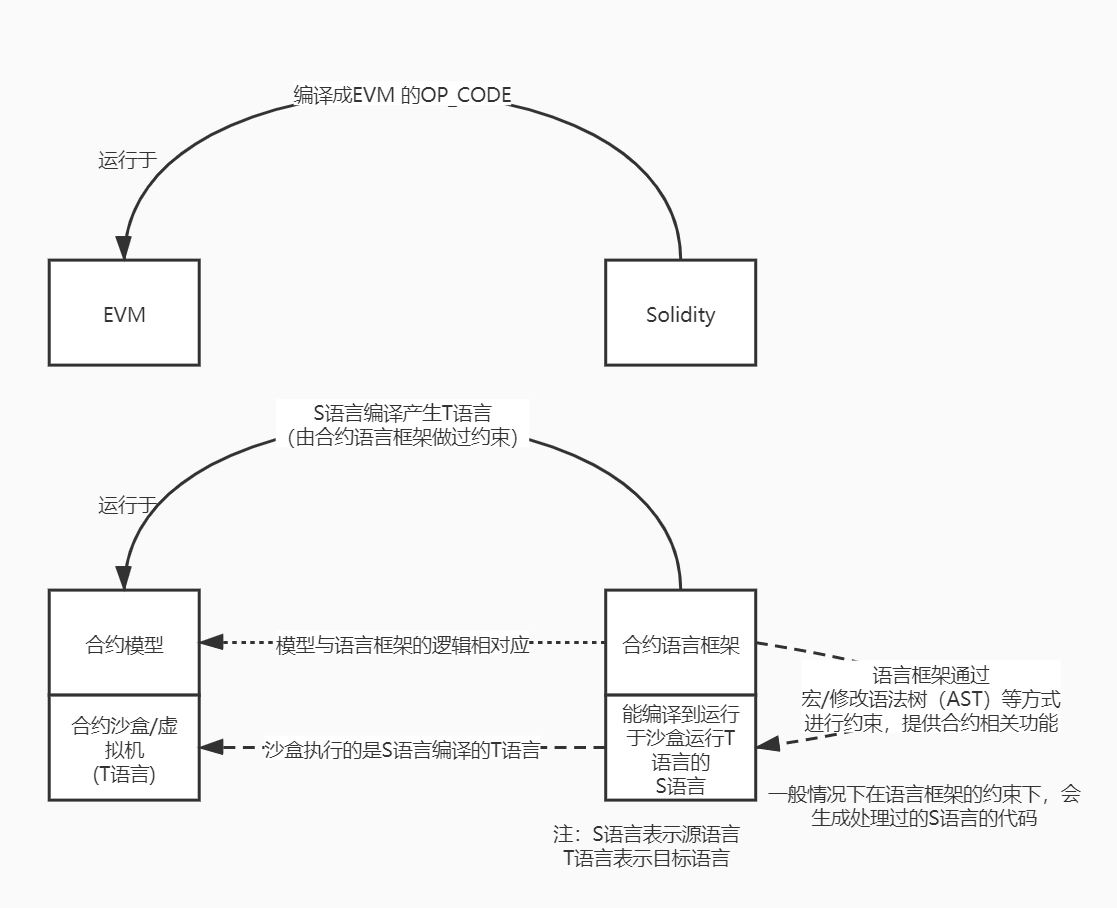 编译成EVM 的OP_CODE
运行于
EVM
Solidity
S语言编译产生T语言
（由合约语言框架做过约束）
运行于
合约模型
模型与语言框架的逻辑相对应
合约语言框架
语言框架通过
宏/修改语法树（AST）等方式
进行约束，提供合约相关功能
合约沙盒/虚
拟机
(T语言)
沙盒执行的是S语言编译的T语言
能编译到运行
于沙盒运行T
语言的
S语言
一般情况下在语言框架的约束下，会
生成处理过的S语言的代码
注：S语言表示源语言
T语言表示目标语言